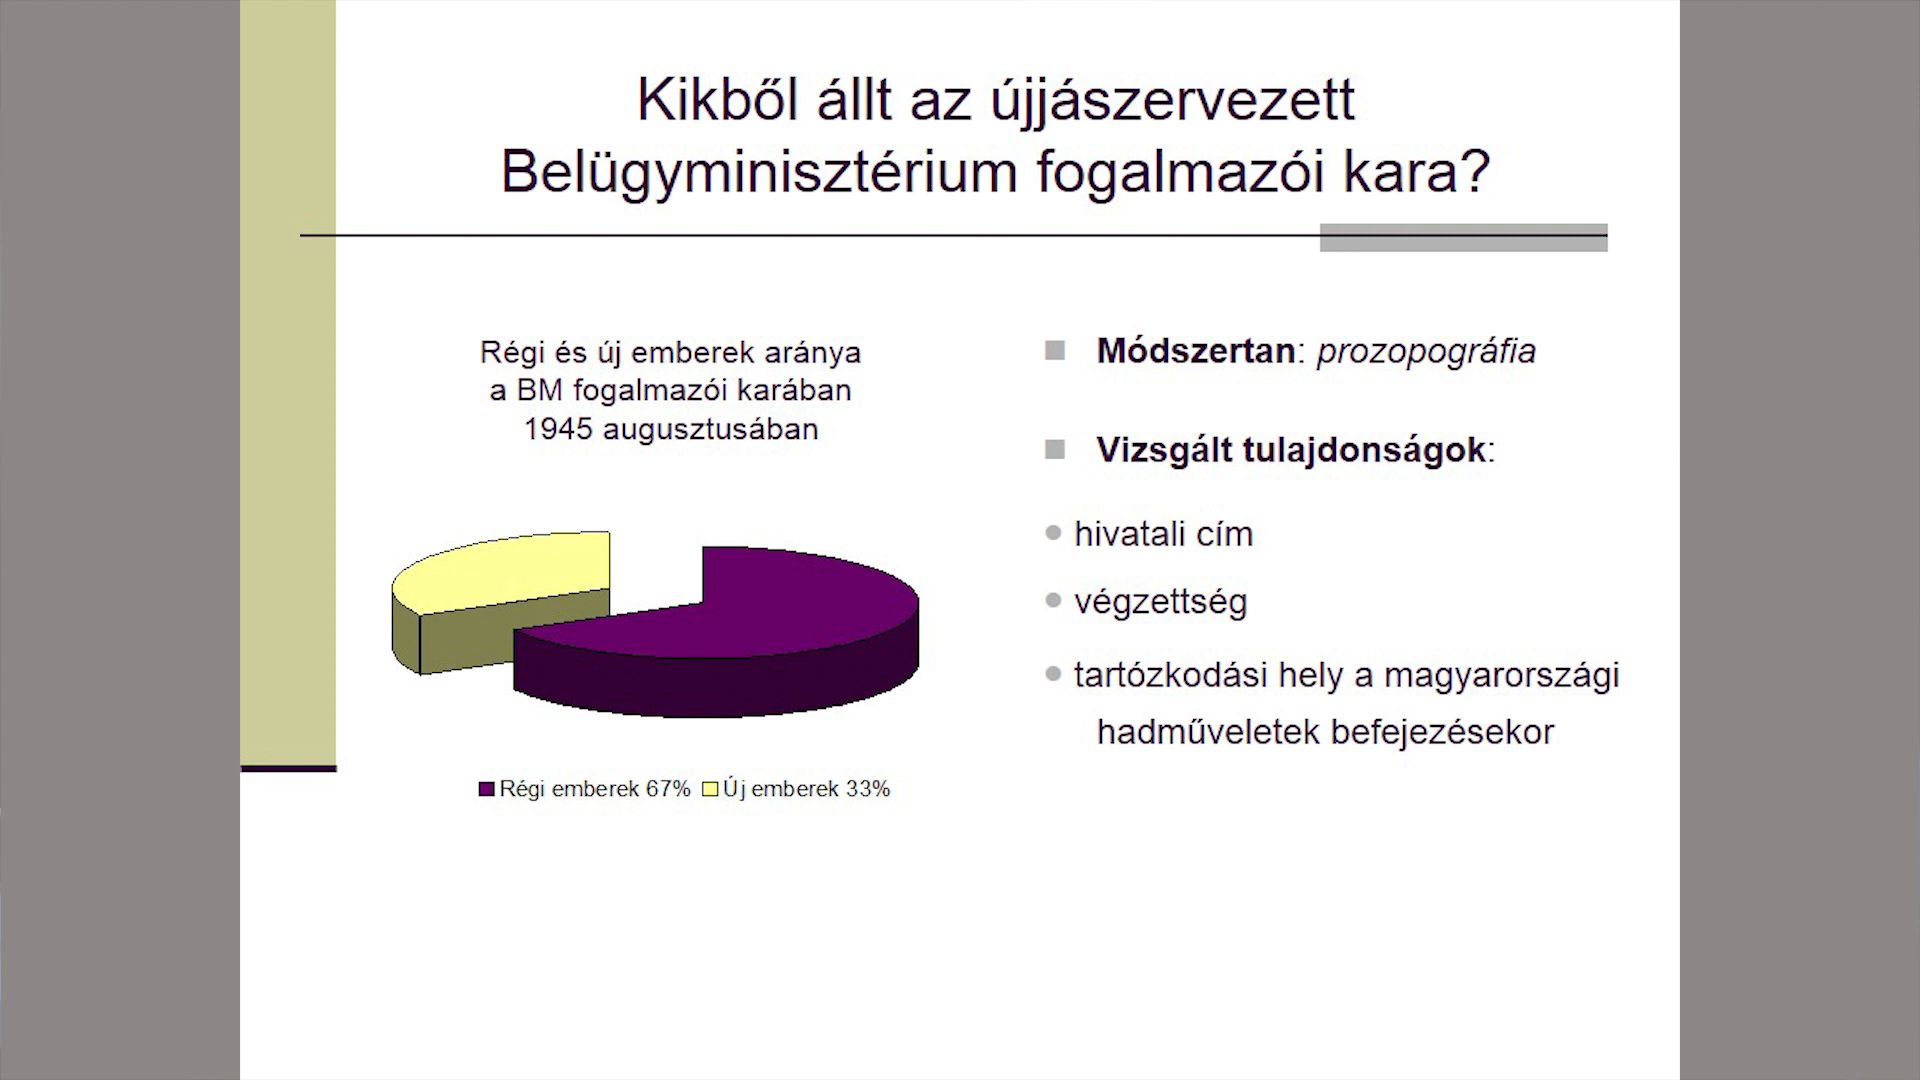 Kikből állt az újjászervezett
Belügyminisztérium fogalmazói kara?
Régi és új emberek aránya
a BM fogalmazói karában
1945 augusztusában
Régi emberek 67% Új emberek 33%
Módszertan: prozopográfia
Vizsgált tulajdonságok:
hivatali cím
végzettség
tartózkodási hely a magyarországi
hadműveletek befejezésekor